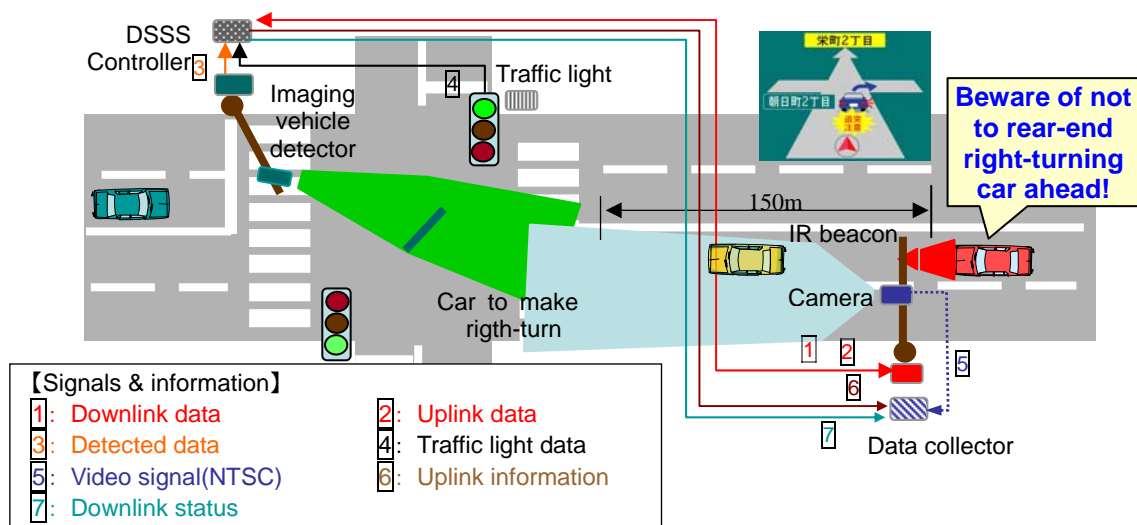 DSSS
Controller
3
Imaging
vehicle
detector
4
Traffic light
栄町2丁目
朝日町2丁目
追突
注意
Beware of not
to rear-end
right-turning
car ahead!
150m
IR beacon
Camera
Car to make
rigth-turn
1 2
6
5
7
Data collector
【Signals & information】
1: Downlink data
2: Uplink data
3: Detected data
4: Traffic light data
5: Video signal(NTSC)
6: Uplink information
7: Downlink status